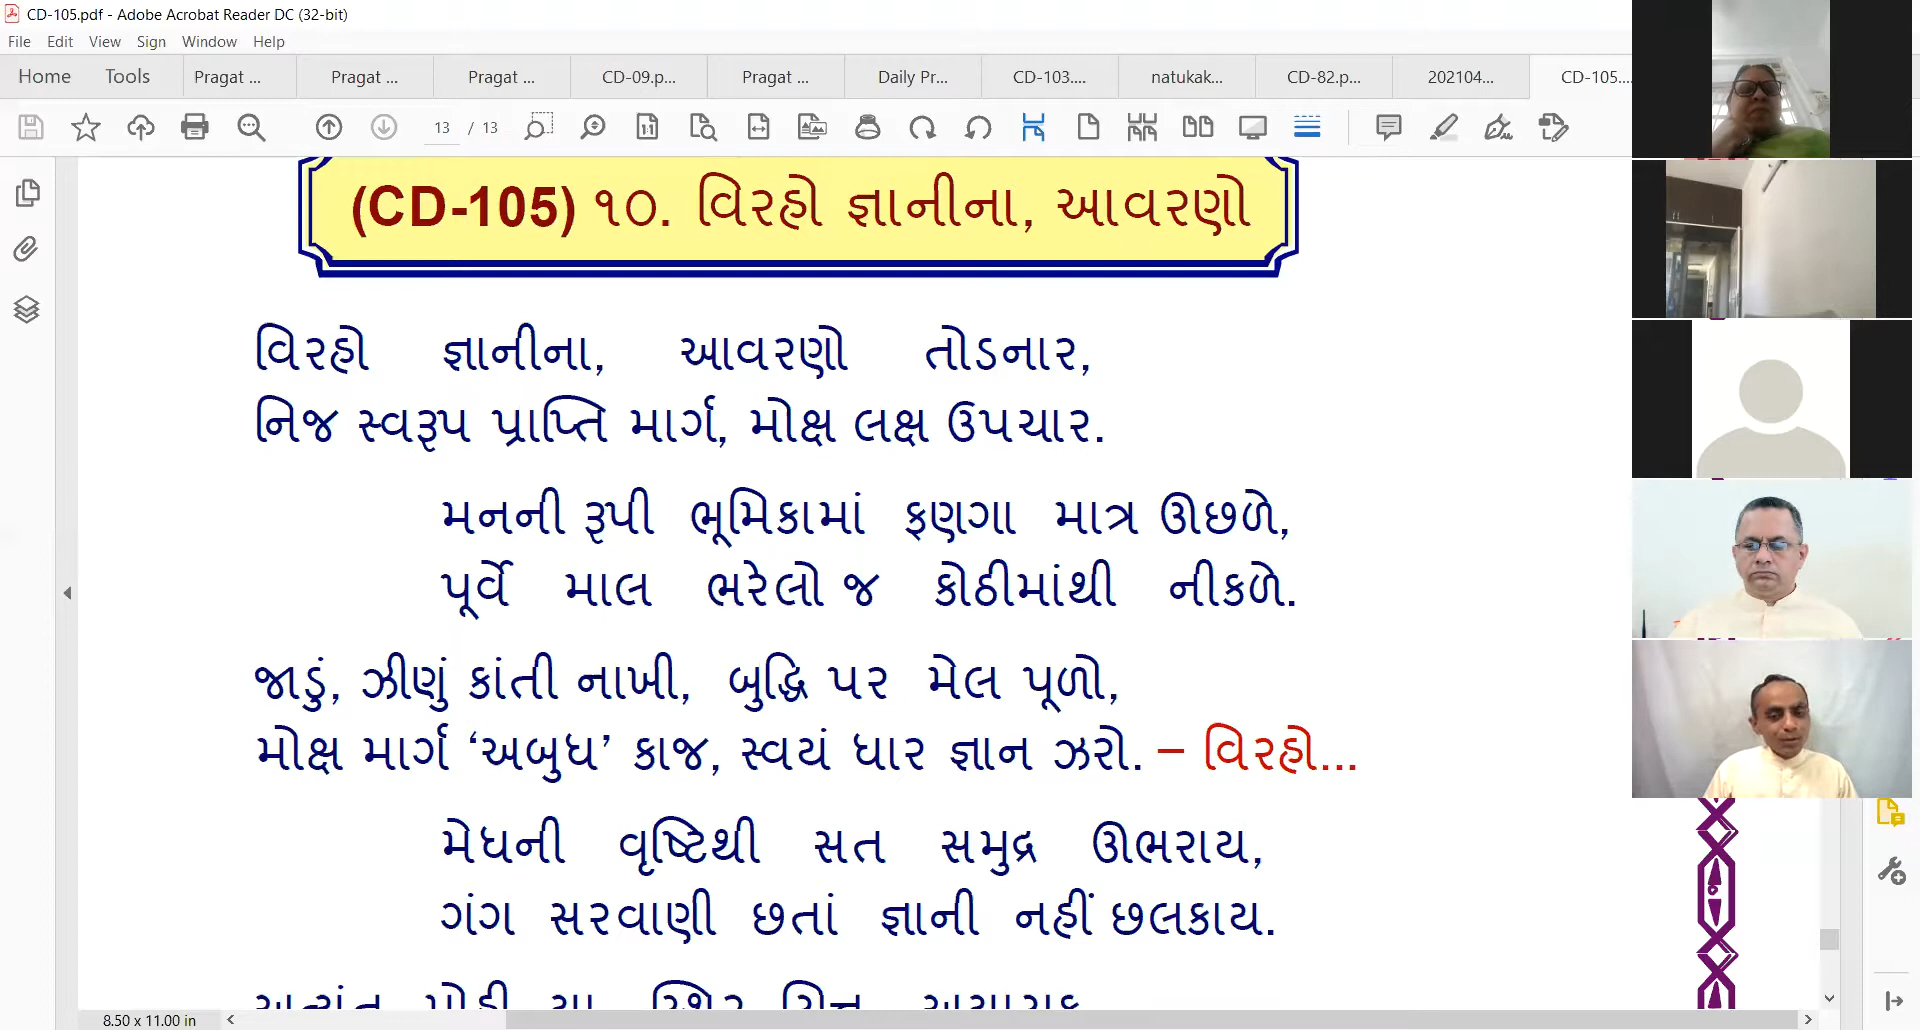 CD-105.pdf - Adobe Acrobat Reader DC (32-bit)
File Edit View Sign Window Help
Home Tools Pragat ... Pragat ... Pragat ... CD-09.p... Pragat ... Daily Pr... CD-103.... natukak... CD-82.p... 202104... CD-105....
13 / 13
(CD-105) ૧૦. વિરહો જ્ઞાનીના, આવરણો
વિરહો જ્ઞાનીના, આવરણો તોડનાર,
નિજ સ્વરૂપ પ્રાપ્તિ માર્ગ, મોક્ષ લક્ષ ઉપચાર.
મનની રૂપી ભૂમિકામાં ફણગા માત્ર ઊછળે,
પૂર્વે માલ ભરેલો જ કોઠીમાંથી નીકળે.
જાડું, ઝીણું કાંતી નાખી, બુદ્ધિ પર મેલ પૂળો,
મોક્ષ માર્ગ ‘અબુધ’ કાજ, સ્વયં ધાર જ્ઞાન ઝરો. – વિરહો...
મેઘની વૃષ્ટિથી સત સમુદ્ર ઊભરાય,
ગંગ સરવાણી છતાં જ્ઞાની નહીં છલકાય.
8.50 x 11.00 in